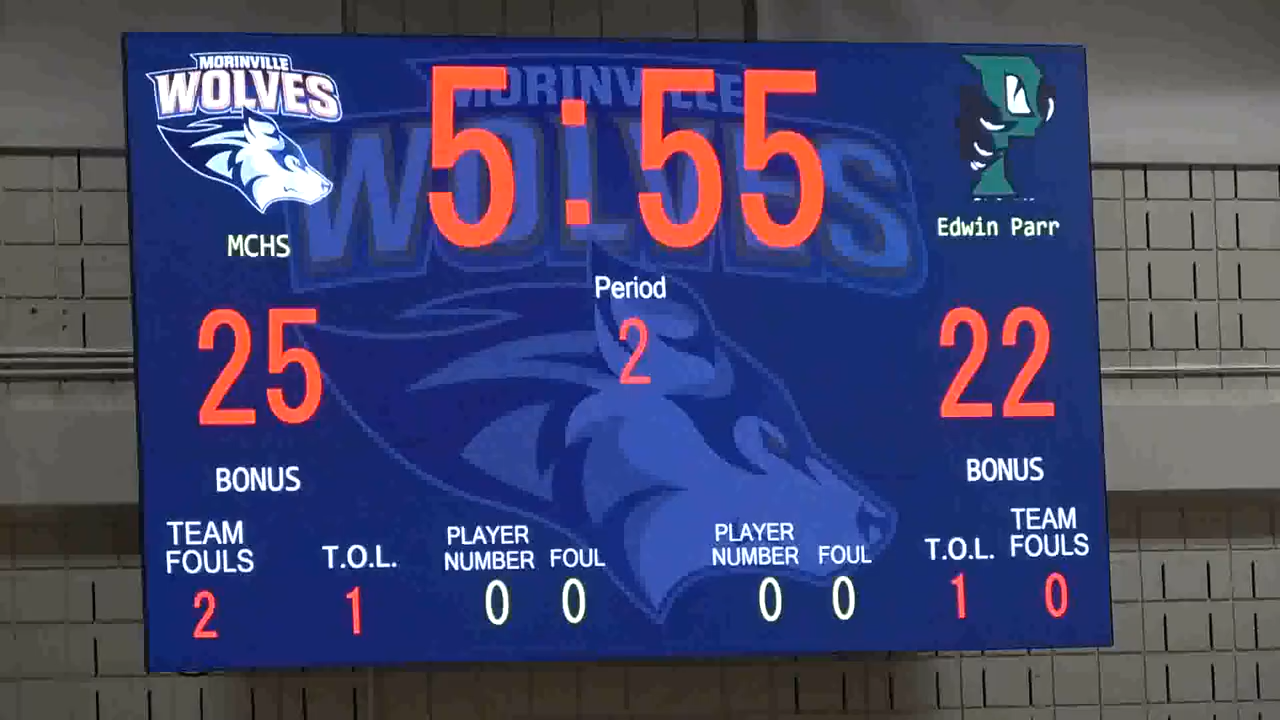 MORINVILLE
WOLVES
MCHS
5:55
MORINVILLE
WOLVES
Edwin Parr
Period
2
25
22
BONUS
BONUS
TEAM
FOULS
2
T.O.L.
1
PLAYER
NUMBER
0
FOUL
0
PLAYER
NUMBER
0
FOUL
0
T.O.L.
1
TEAM
FOULS
0